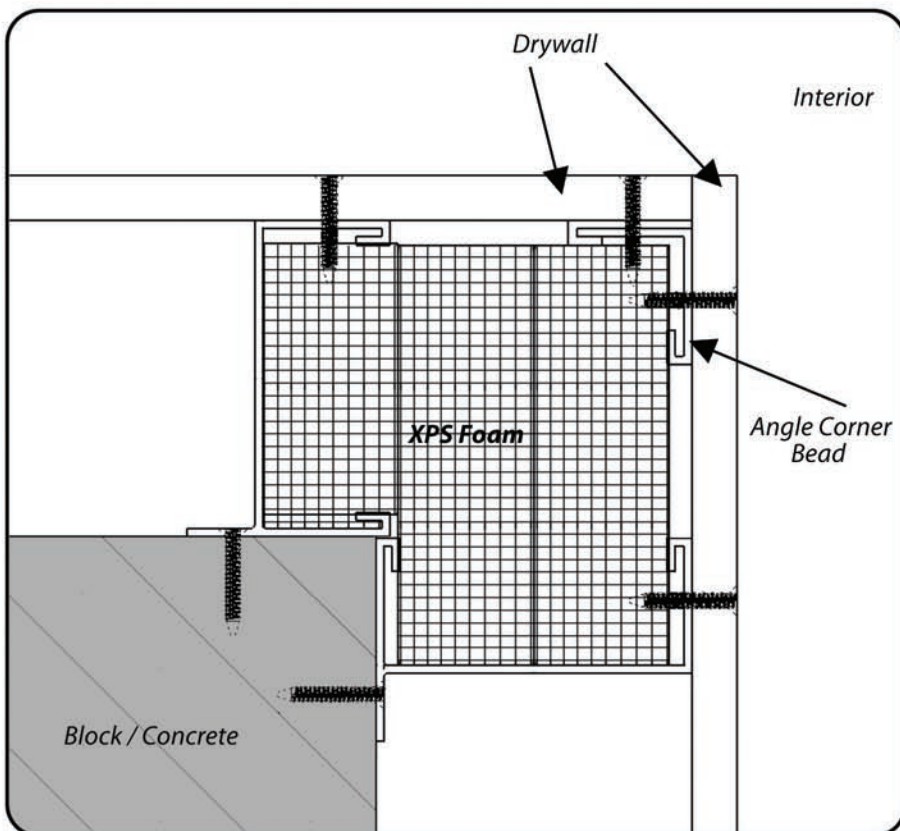 Drywall
Interior
XPS Foam
Angle Corner
Bead
Block / Concrete